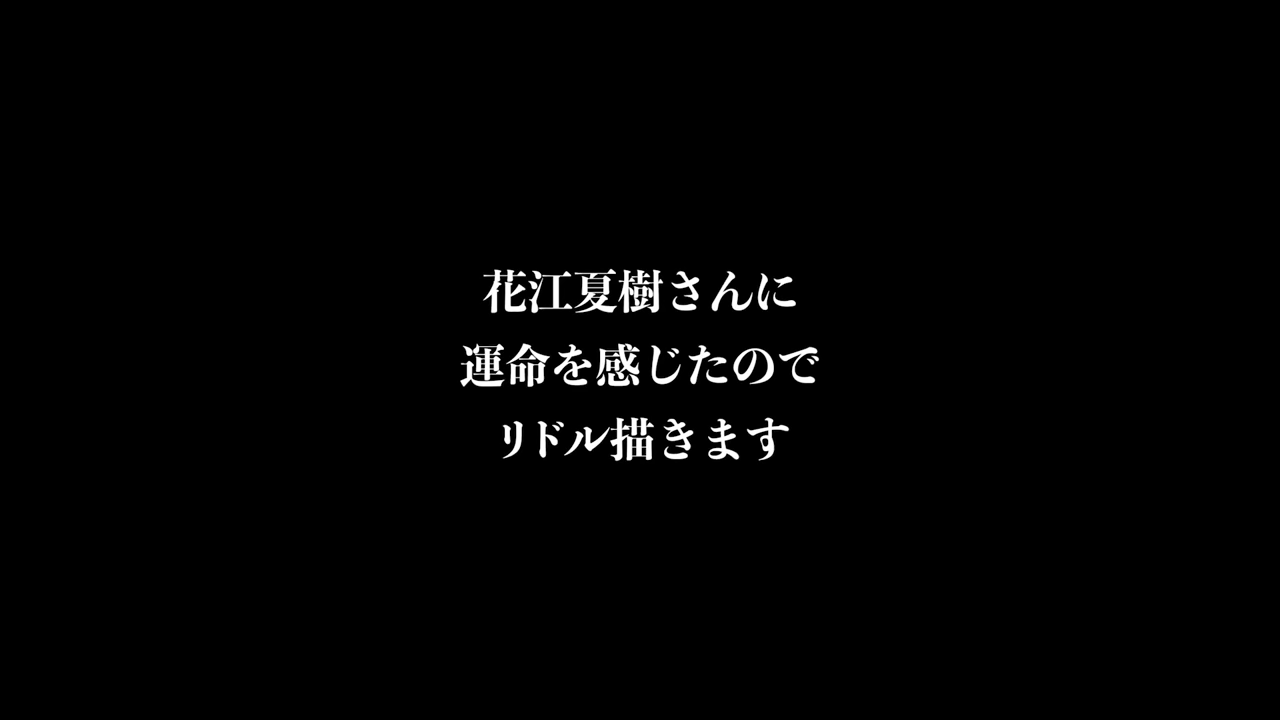 花江夏樹さんに
運命を感じたので
リドル描きます